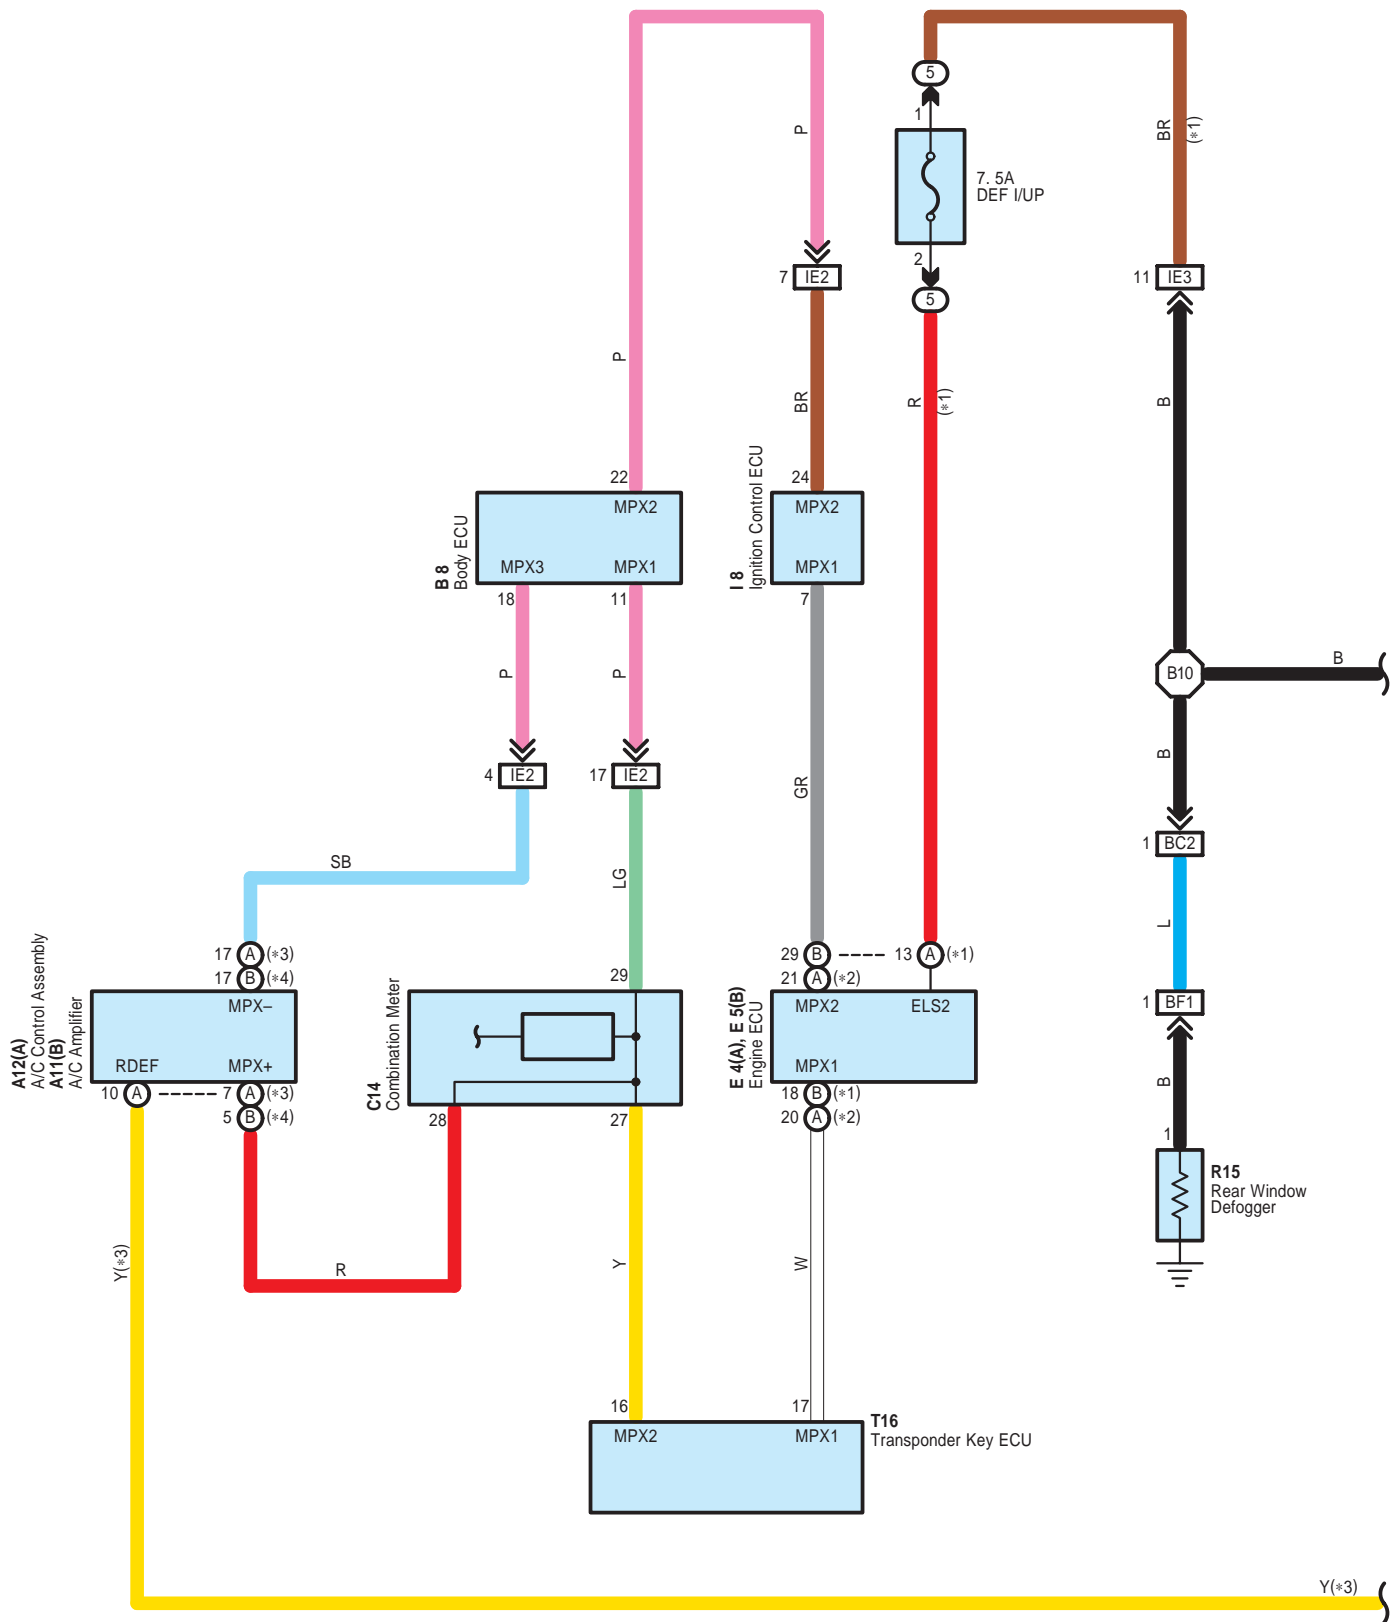 5
1
7. 5A
DEF I/UP
2
5
P
BR
(*1)
7 IE2
11 IE3
P
BR
R
(*1)
B
22
MPX2
MPX3
MPX1
18
11
B 8
Body ECU
24
MPX2
MPX1
7
I 8
Ignition Control ECU
P
P
B10
B
B
4 IE2
17 IE2
GR
1 BC2
SB
LG
L
17 A (*3)
17 B (*4)
MPX–
RDEF
MPX+
10 A
7 A (*3)
5 B (*4)
A12(A)
A/C Control Assembly
A11(B)
A/C Amplifier
29
28
27
C14
Combination Meter
29 B
13 A (*1)
21 A (*2)
MPX2
ELS2
MPX1
18 B (*1)
20 A (*2)
E 4(A), E 5(B)
Engine ECU
1 BF1
B
1
R15
Rear Window
Defogger
Y(*3)
R
Y
W
16
17
MPX2
MPX1
T16
Transponder Key ECU
Y(*3)